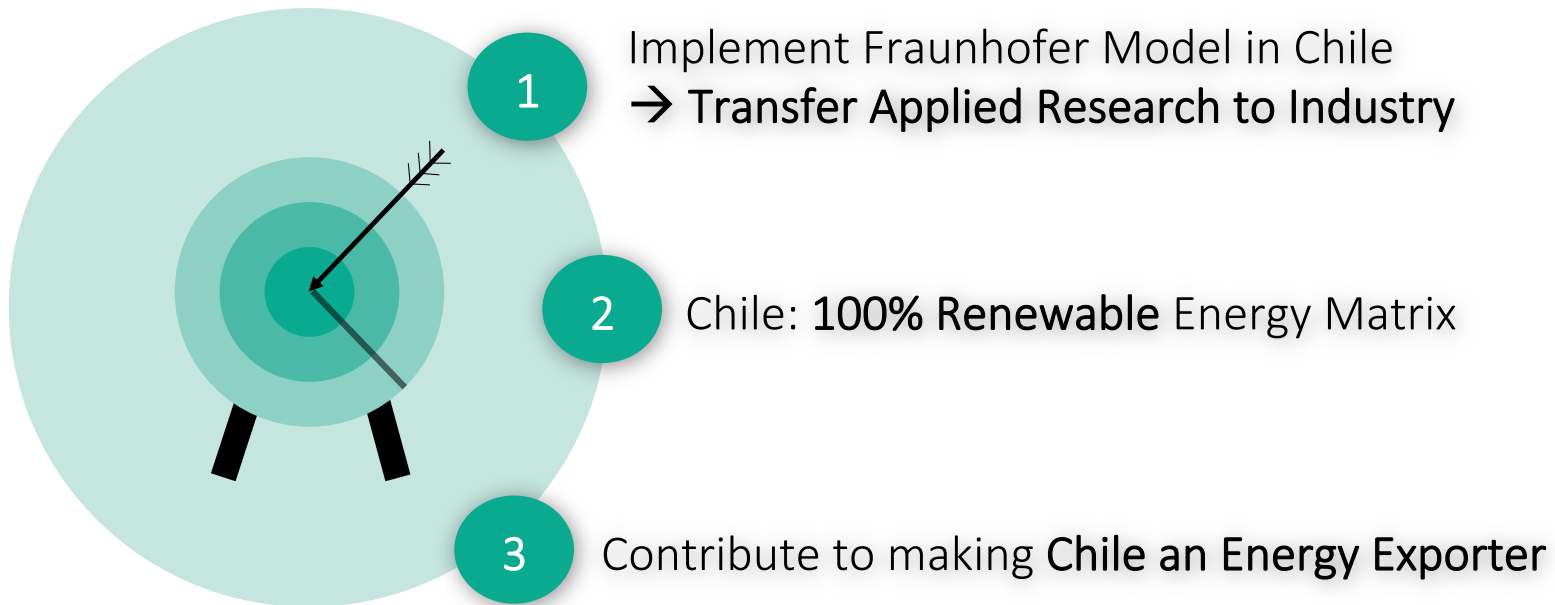 1
Implement Fraunhofer Model in Chile
→ Transfer Applied Research to Industry
2
Chile: 100% Renewable Energy Matrix
3
Contribute to making Chile an Energy Exporter